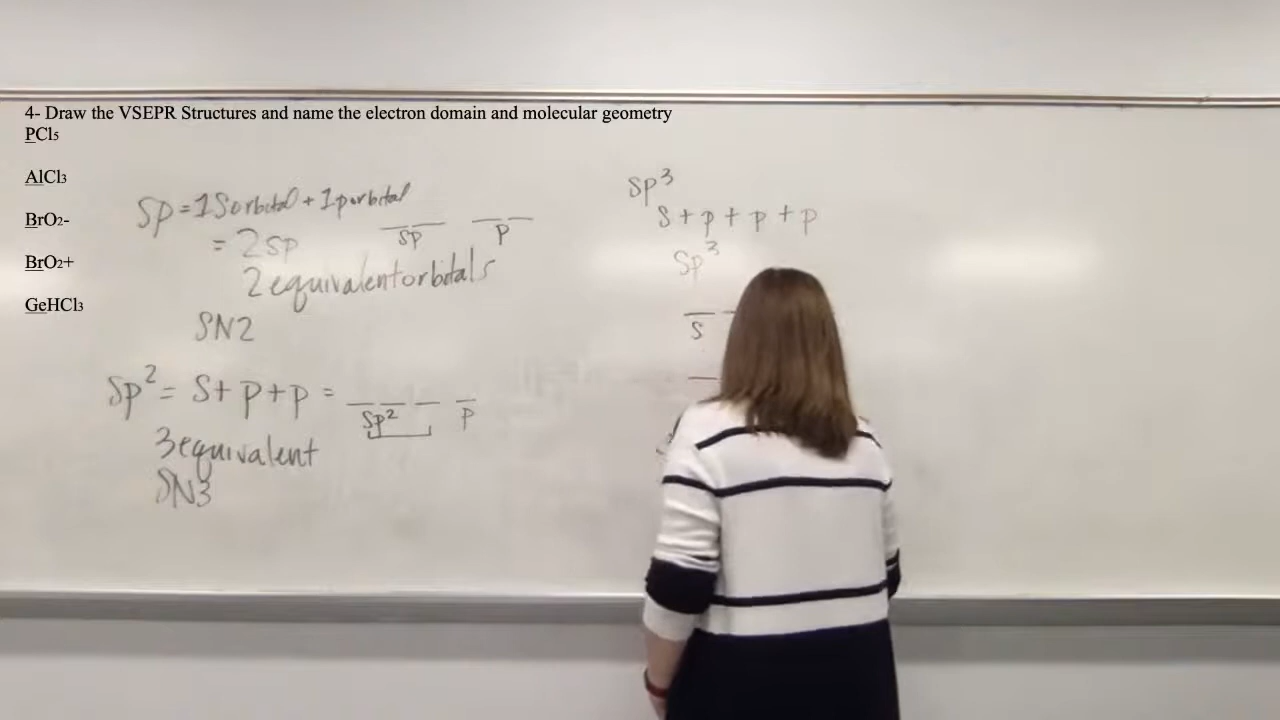 4- Draw the VSEPR Structures and name the electron domain and molecular geometry
PCl5
AlCl3
BrO2-
BrO2+
GeHCl3
Sp = 1 S orbital + 1 p orbital
= 2 SP
SP P
2 equivalent orbitals
SN2
Sp² = S + p + p =
Sp² P
3 equivalent
SN3
Sp³
S + p + p + p
Sp³
S